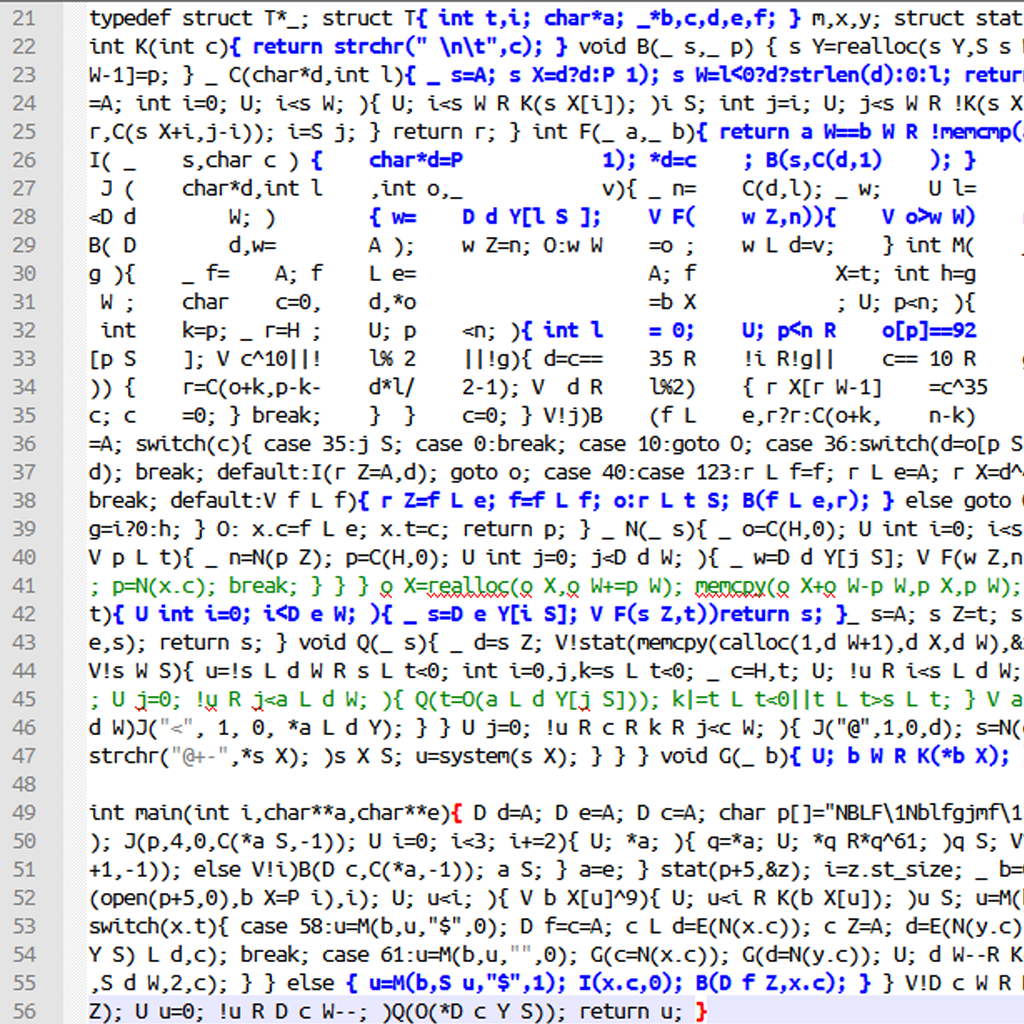 21 typedef struct T*_; struct T{ int t,i; char*a; _*b,c,d,e,f; } m,x,y; struct stat
22 int K(int c){ return strchr(" \n\t",c); } void B(_ s,_ p) { s Y=realloc(s Y,S s
23 W-1]=p; } _ C(char*d,int l){ _ s=A; s X=d?d:P 1); s W=l<0?d?strlen(d):0:l; return
24 =A; int i=0; U; i<s W; ){ U; i<s W R K(s X[i]); )i S; int j=i; U; j<s W R !K(s X
25 r,C(s X+i,j-i)); i=S j; } return r; } int F(_ a,_ b){ return a W==b W R !memcmp(
26 I( _ s,char c ) { char*d=P 1); *d=c ; B(s,C(d,1) ); }
27 J ( char*d,int l ,int o,_ v){ _ n= C(d,l); _ w; U l=
28 <D d W; ) { w= D d Y[l S ]; V F( w Z,n)){ V o>w W)
29 B( D d,w= A ); w Z=n; O:w W =o ; w L d=v; } int M(
30 g ){ _ f= A; f L e= A; f X=t; int h=g
31 W ; char c=0, d,*o =b X ; U; p<n; ){
32 int k=p; _ r=H ; U; p <n; ){ int l = 0; U; p<n R o[p]==92
33 [p S ]; V c^10||! l% 2 ||!g){ d=c== 35 R !i R!g|| c== 10 R
34 )) { r=C(o+k,p-k- d*l/ 2-1); V d R l%2) { r X[r W-1] =c^35
35 c; c =0; } break; } } c=0; } V!j)B (f L e,r?r:C(o+k, n-k)
36 =A; switch(c){ case 35:j S; case 0:break; case 10:goto O; case 36:switch(d=o[p S
37 d); break; default:I(r Z=A,d); goto o; case 40:case 123:r L f=f; r L e=A; r X=d^
38 break; default:V f L f){ r Z=f L e; f=f L f; o:r L t S; B(f L e,r); } else goto
39 g=i?0:h; } O: x.c=f L e; x.t=c; return p; } _ N(_ s){ _ o=C(H,0); U int i=0; i<s
40 V p L t){ _ n=N(p Z); p=C(H,0); U int j=0; j<D d W; ){ _ w=D d Y[j S]; V F(w Z,n
41 ; p=N(x.c); break; } } } o X=realloc(o X,o W+=p W); memcpy(o X+o W-p W,p X,p W);
42 t){ U int i=0; i<D e W; ){ _ s=D e Y[i S]; V F(s Z,t))return s; }_ s=A; s Z=t; s
43 e,s); return s; } void Q(_ s){ _ d=s Z; V!stat(memcpy(calloc(1,d W+1),d X,d W),&
44 V!s W S){ u=!s L d W R s L t<0; int i=0,j,k=s L t<0; _ c=H,t; U; !u R i<s L d W;
45 ; U j=0; !u R j<a L d W; ){ Q(t=O(a L d Y[j S])); k|=t L t<0||t L t>s L t; } V a
46 d W)J("<", 1, 0, *a L d Y); } } U j=0; !u R c R k R j<c W; ){ J("@",1,0,d); s=N(
47 strchr("@+-",*s X); )s X S; u=system(s X); } } } void G(_ b){ U; b W R K(*b X);
48
49 int main(int i,char**a,char**e){ D d=A; D e=A; D c=A; char p[]="NBLF\1Nblfgjmf\1
50 ); J(p,4,0,C(*a S,-1)); U i=0; i<3; i+=2){ U; *a; ){ q=*a; U; *q R*q^61; )q S; V
51 +1,-1)); else V!i)B(D c,C(*a,-1)); a S; } a=e; } stat(p+5,&z); i=z.st_size; _ b=
52 (open(p+5,0),b X=P i),i); U; u<i; ){ V b X[u]^9){ U; u<i R K(b X[u]); )u S; u=M(
53 switch(x.t){ case 58:u=M(b,u,"$",0); D f=c=A; c L d=E(N(x.c)); c Z=A; d=E(N(y.c)
54 Y S) L d,c); break; case 61:u=M(b,u,"",0); G(c=N(x.c)); G(d=N(y.c)); U; d W--R K
55 ,S d W,2,c); } } else { u=M(b,S u,"$",1); I(x.c,0); B(D f Z,x.c); } } V!D c W R
56 Z); U u=0; !u R D c W--; )Q(O(*D c Y S)); return u; }